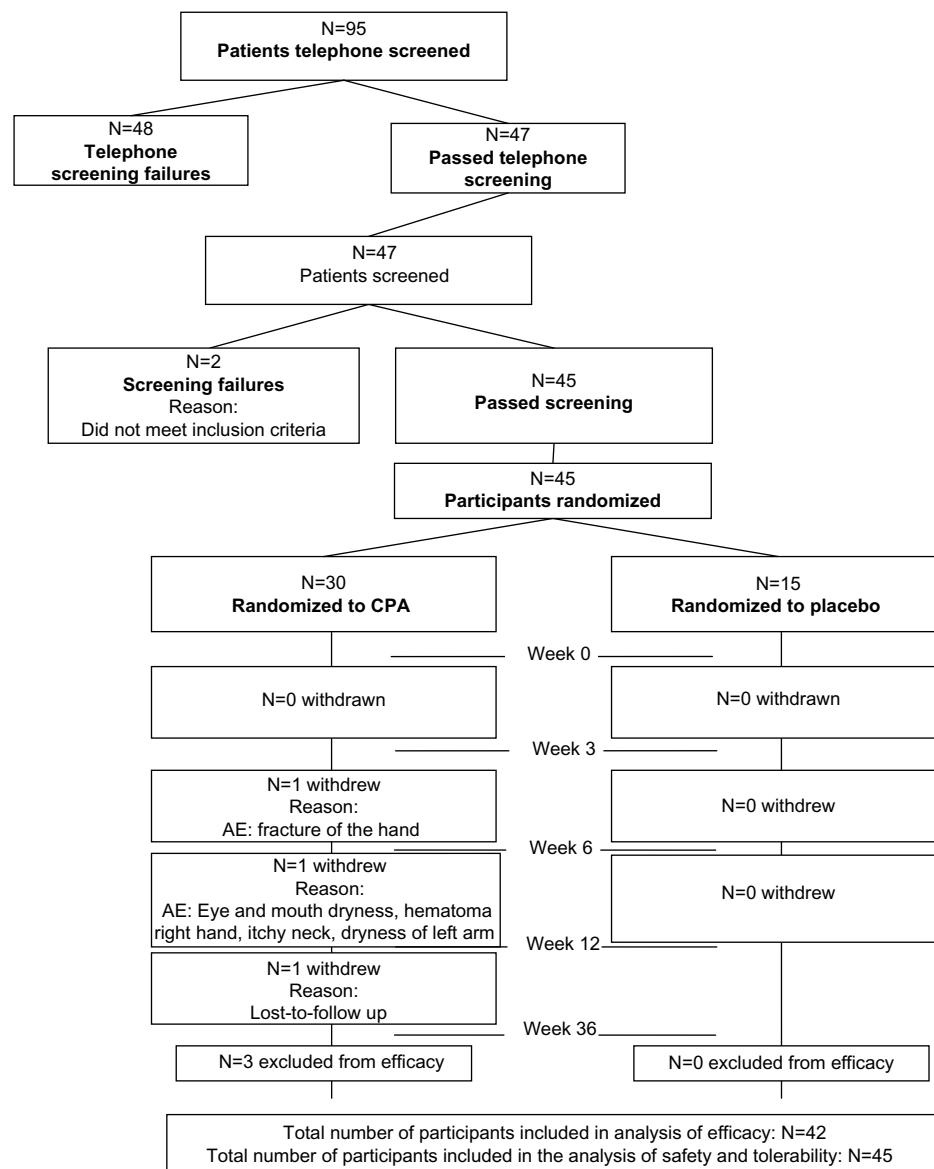 N=95
Patients telephone screened
N=48
Telephone
screening failures
N=47
Passed telephone
screening
N=47
Patients screened
N=2
Screening failures
Reason:
Did not meet inclusion criteria
N=45
Passed screening
N=45
Participants randomized
N=30
Randomized to CPA
N=15
Randomized to placebo
Week 0
N=0 withdrawn
N=0 withdrawn
Week 3
N=1 withdrew
Reason:
AE: fracture of the hand
N=0 withdrew
Week 6
N=1 withdrew
Reason:
AE: Eye and mouth dryness, hematoma
right hand, itchy neck, dryness of left arm
N=0 withdrew
Week 12
N=1 withdrew
Reason:
Lost-to-follow up
Week 36
N=3 excluded from efficacy
N=0 excluded from efficacy
Total number of participants included in analysis of efficacy: N=42
Total number of participants included in the analysis of safety and tolerability: N=45